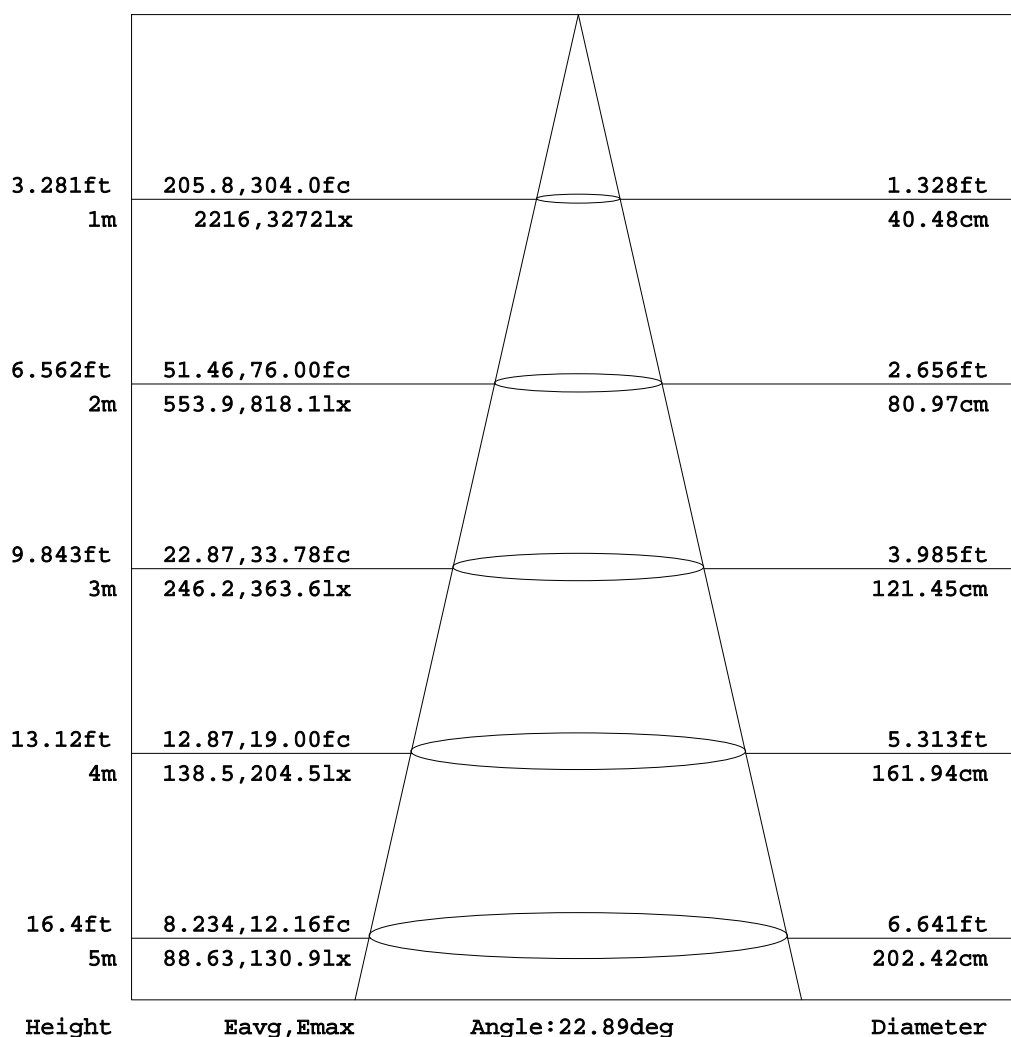 3.281ft 205.8,304.0fc 1.328ft
1m 2216,3272lx 40.48cm
6.562ft 51.46,76.00fc 2.656ft
2m 553.9,818.1lx 80.97cm
9.843ft 22.87,33.78fc 3.985ft
3m 246.2,363.6lx 121.45cm
13.12ft 12.87,19.00fc 5.313ft
4m 138.5,204.5lx 161.94cm
16.4ft 8.234,12.16fc 6.641ft
5m 88.63,130.9lx 202.42cm
Height Eavg,Emax Angle:22.89deg Diameter